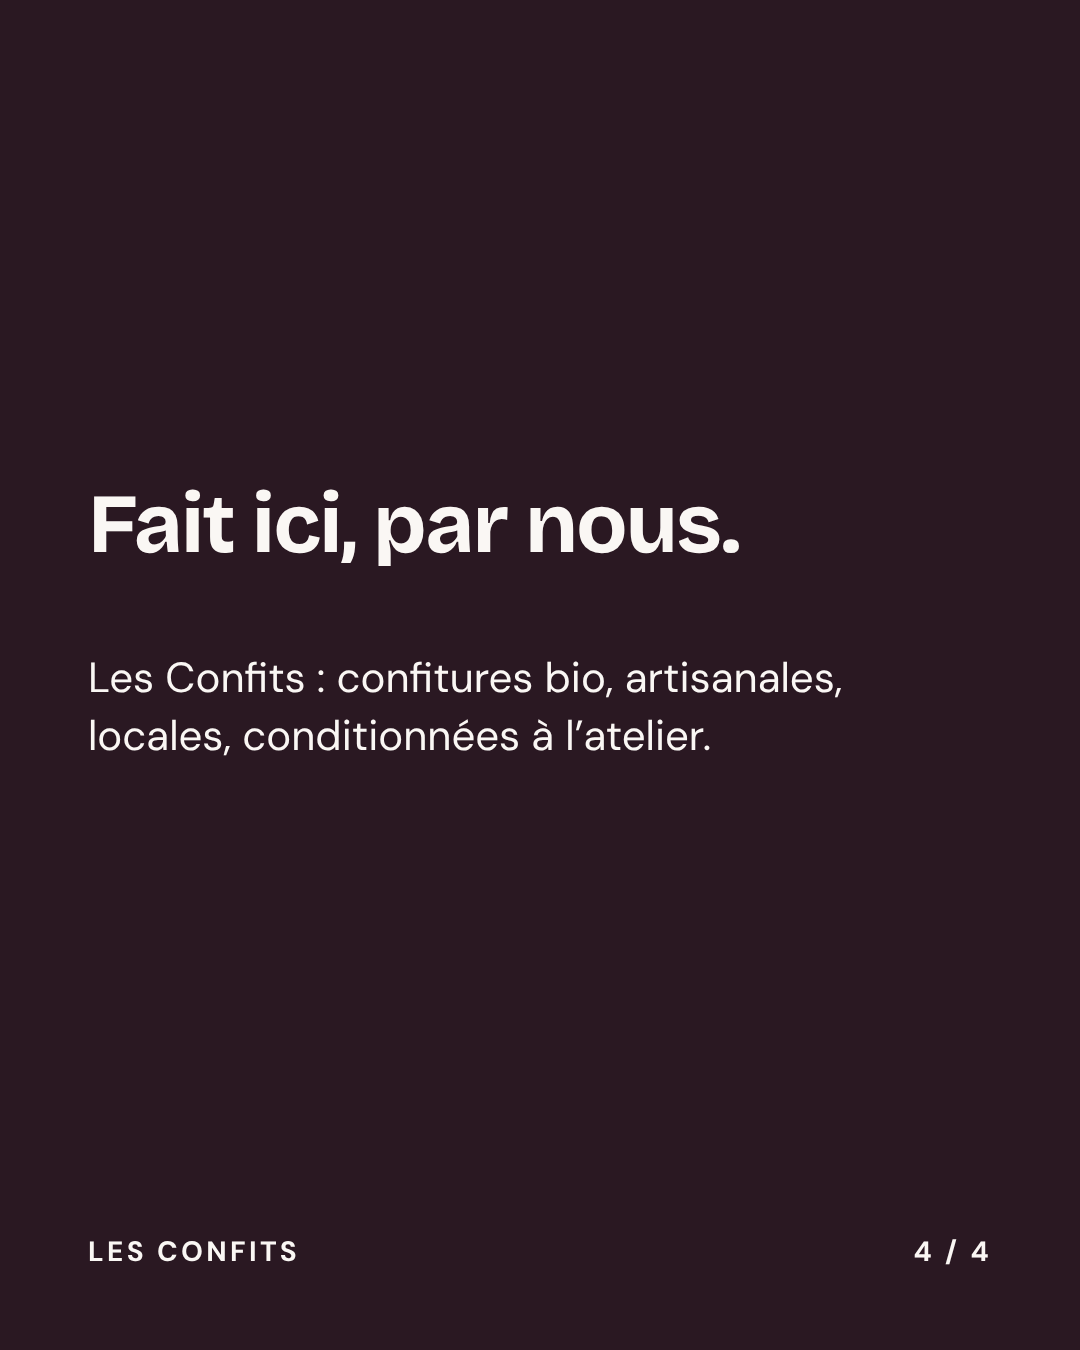 Fait ici, par nous.
Les Confits : confitures bio, artisanales,
locales, conditionnées à l’atelier.
LES CONFITS
4 / 4